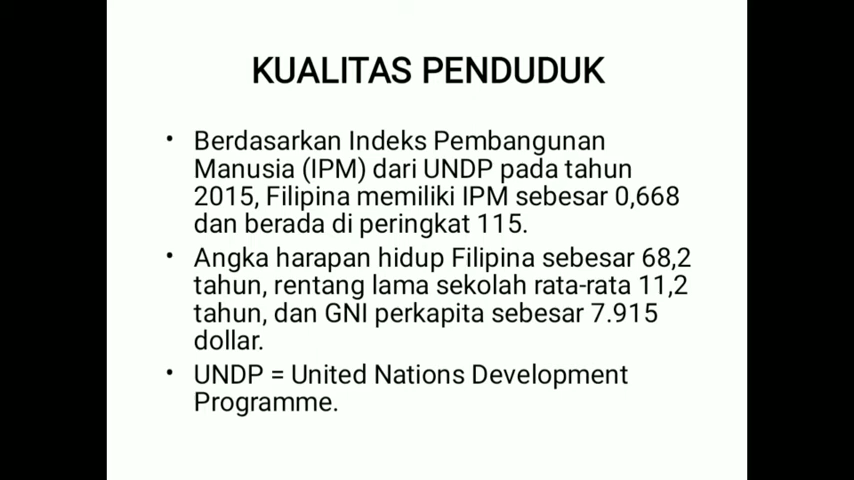 KUALITAS PENDUDUK
• Berdasarkan Indeks Pembangunan
Manusia (IPM) dari UNDP pada tahun
2015, Filipina memiliki IPM sebesar 0,668
dan berada di peringkat 115.
• Angka harapan hidup Filipina sebesar 68,2
tahun, rentang lama sekolah rata-rata 11,2
tahun, dan GNI perkapita sebesar 7.915
dollar.
• UNDP = United Nations Development
Programme.